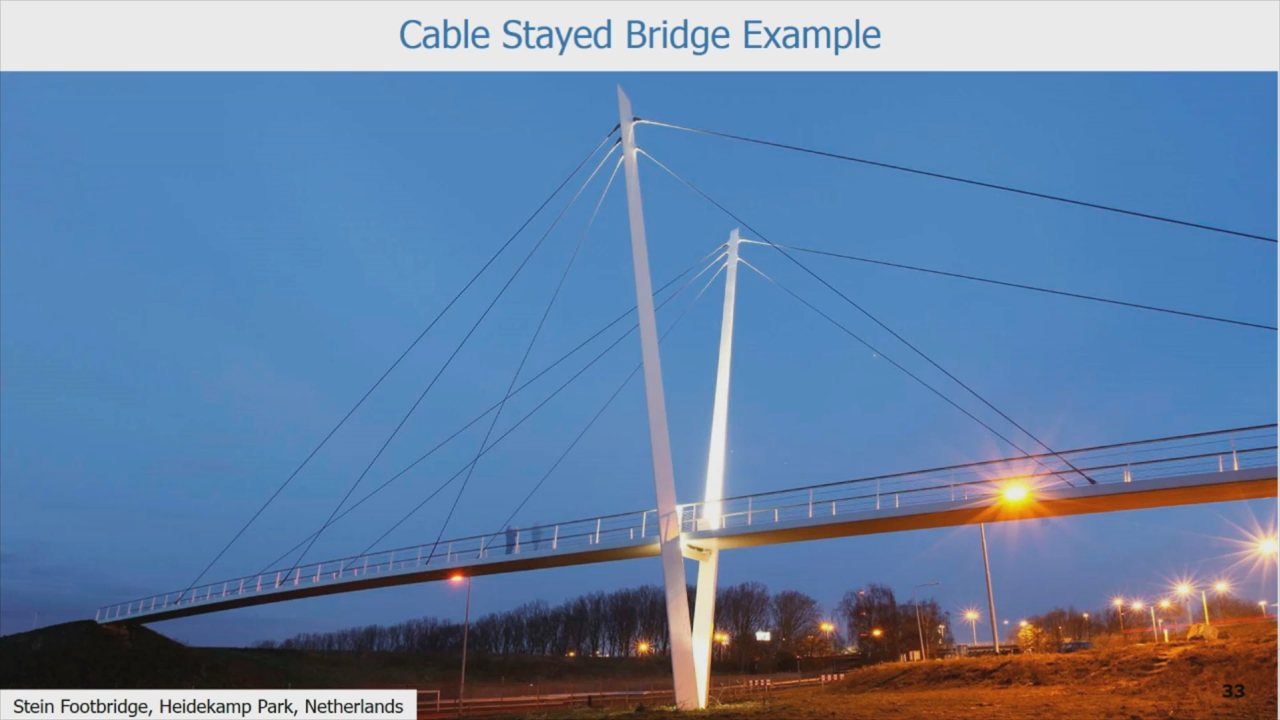 Cable Stayed Bridge Example
Stein Footbridge, Heidekamp Park, Netherlands
33